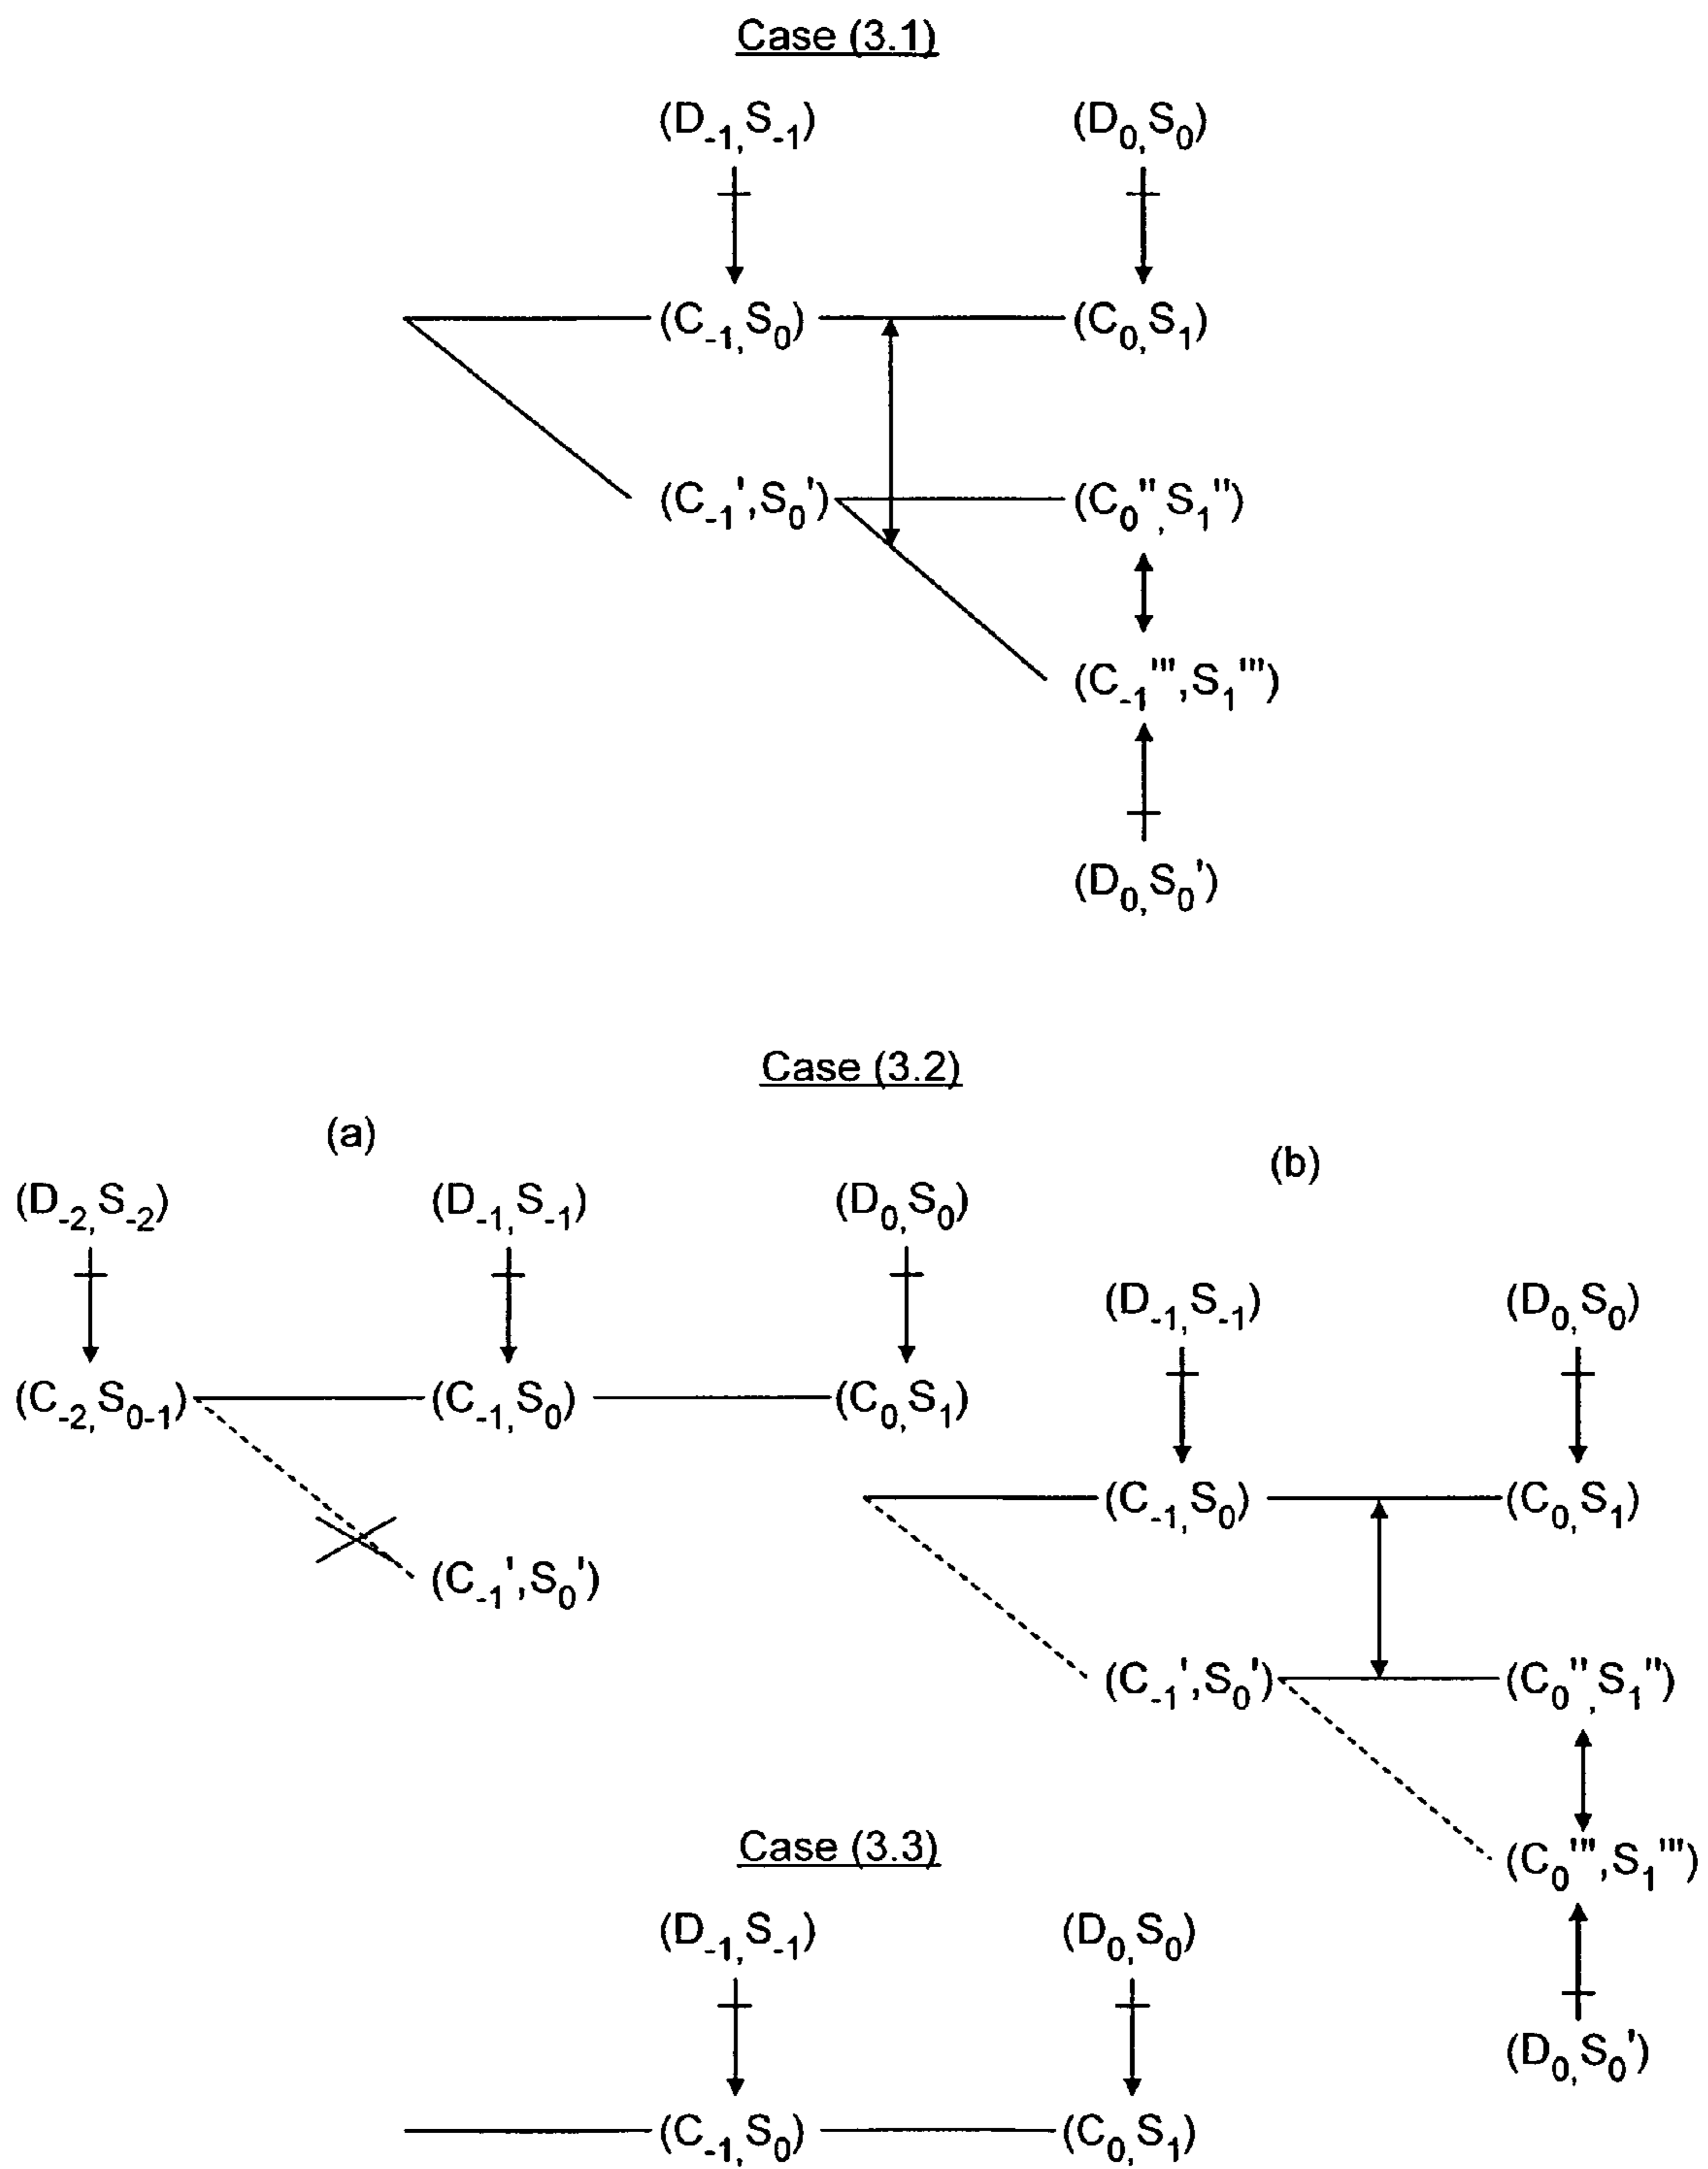 Case (3.1)
(D₋₁,S₋₁) (D₀,S₀)
(C₋₁,S₀) (C₀,S₁)
(C₋₁',S₀') (C₀'',S₁'')
(C₋₁''',S₁''')
(D₀,S₀')
Case (3.2)
(a)
(b)
(D₋₂,S₋₂) (D₋₁,S₋₁) (D₀,S₀)
(D₋₁,S₋₁) (D₀,S₀)
(C₋₂,S₀₋₁) (C₋₁,S₀) (C₀,S₁)
(C₋₁,S₀) (C₀,S₁)
(C₋₁',S₀')
(C₋₁',S₀') (C₀'',S₁'')
Case (3.3)
(C₀''',S₁''')
(D₋₁,S₋₁) (D₀,S₀)
(D₀,S₀')
(C₋₁,S₀) (C₀,S₁)